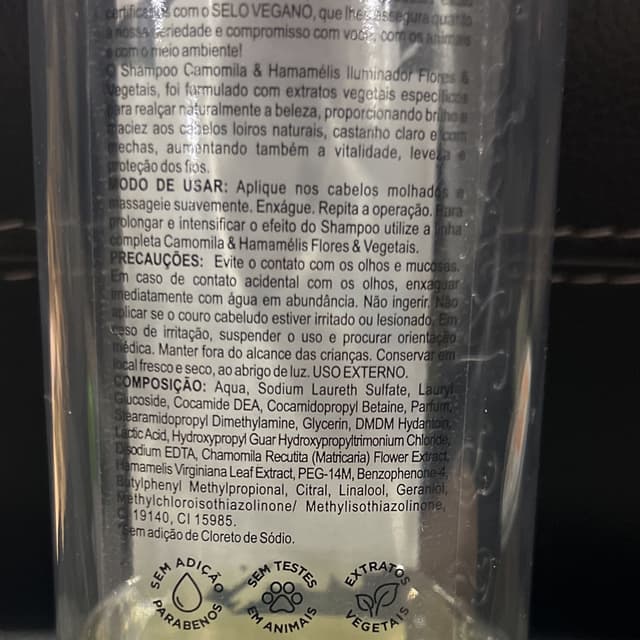 certificados com o SELO VEGANO, que lhes assegura quanto
a nossa seriedade e compromisso com você, com os animais
e com o meio ambiente!
O Shampoo Camomila & Hamamélis Iluminador Flores &
Vegetais, foi formulado com extratos vegetais específicos
para realçar naturalmente a beleza, proporcionando brilho e
maciez aos cabelos loiros naturais, castanho claro e com
mechas, aumentando também a vitalidade, leveza e
proteção dos fios.
MODO DE USAR: Aplique nos cabelos molhados e
massageie suavemente. Enxágue. Repita a operação. Para
prolongar e intensificar o efeito do Shampoo utilize a linha
completa Camomila & Hamamélis Flores & Vegetais.
PRECAUÇÕES: Evite o contato com os olhos e mucosas.
Em caso de contato acidental com os olhos, enxaguar
imediatamente com água em abundância. Não ingerir. Não
aplicar se o couro cabeludo estiver irritado ou lesionado. Em
caso de irritação, suspender o uso e procurar orientação
médica. Manter fora do alcance das crianças. Conservar em
local fresco e seco, ao abrigo de luz. USO EXTERNO.
COMPOSIÇÃO: Aqua, Sodium Laureth Sulfate, Lauryl
Glucoside, Cocamide DEA, Cocamidopropyl Betaine, Parfum,
Stearamidopropyl Dimethylamine, Glycerin, DMDM Hydantoin,
Lactic Acid, Hydroxypropyl Guar Hydroxypropyltrimonium Chloride,
Disodium EDTA, Chamomila Recutita (Matricaria) Flower Extract,
Hamamelis Virginiana Leaf Extract, PEG-14M, Benzophenone-4,
Butylphenyl Methylpropional, Citral, Linalool, Geraniol,
Methylchloroisothiazolinone/ Methylisothiazolinone,
CI 19140, CI 15985.
*Sem adição de Cloreto de Sódio.
SEM ADIÇÃO
PARABENOS
SEM TESTES
EM ANIMAIS
EXTRATOS
VEGETAIS